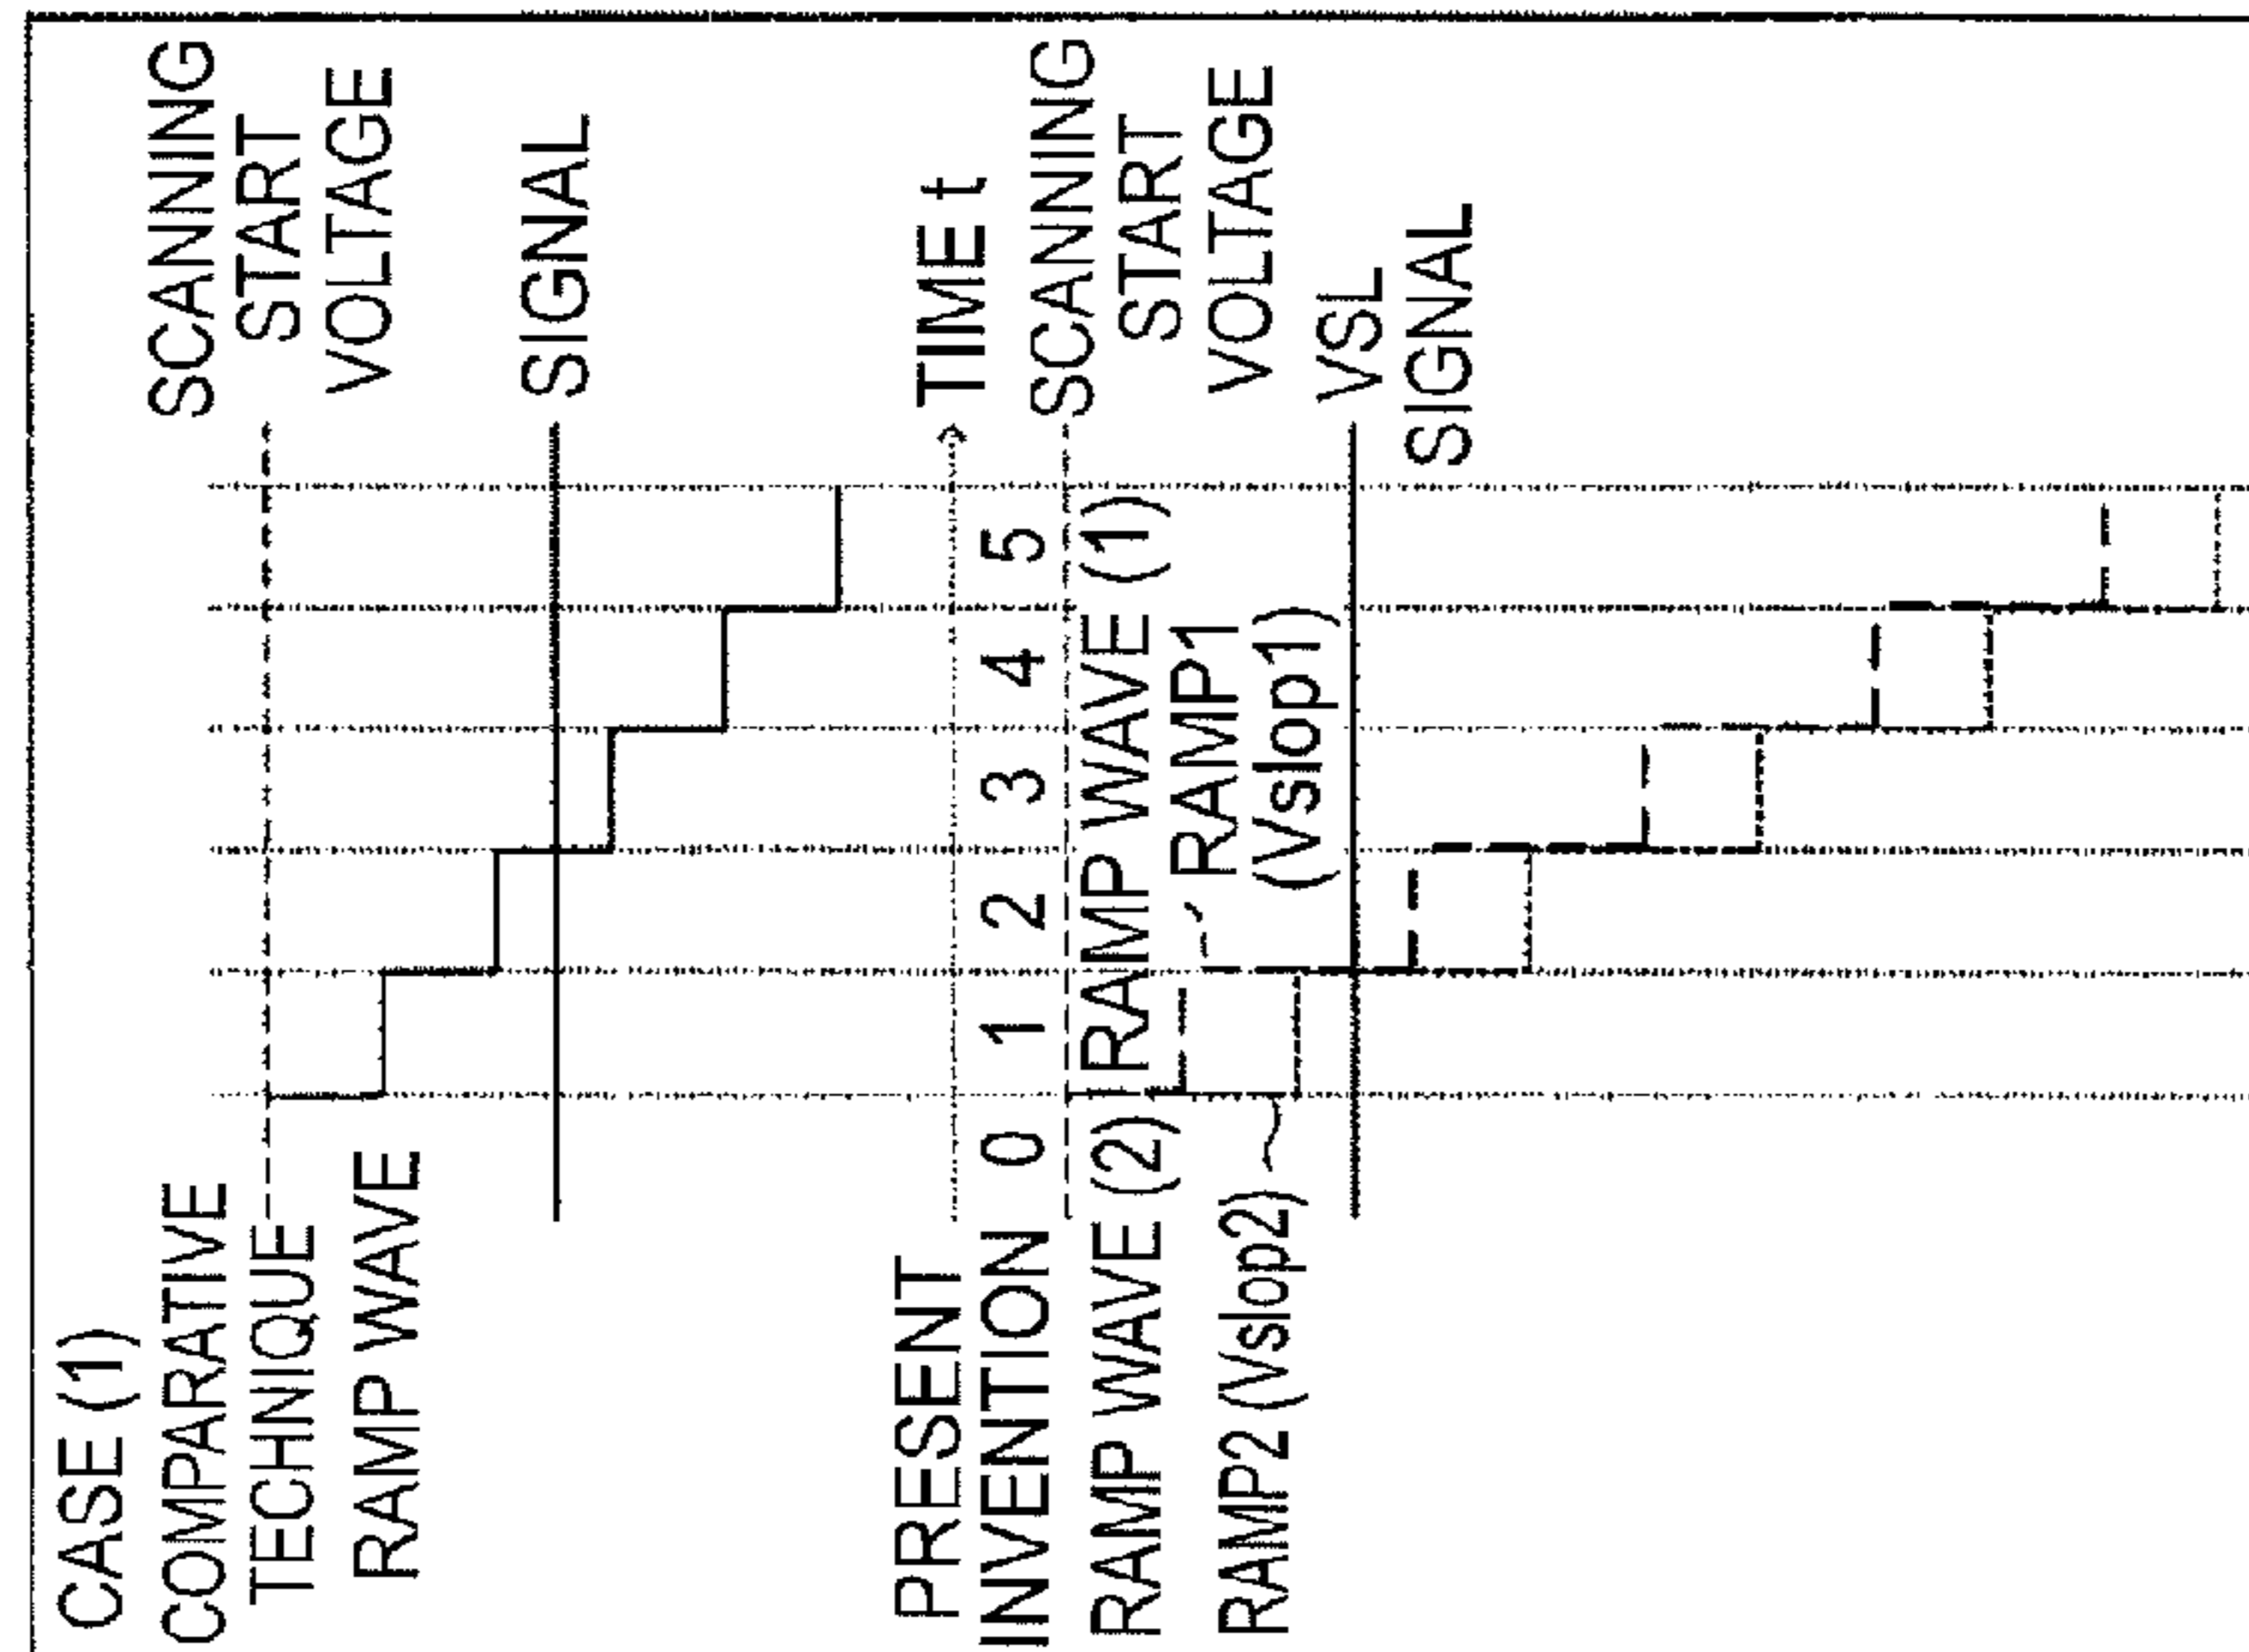 CASE (1)
COMPARATIVE
TECHNIQUE
RAMP WAVE
SCANNING
START
VOLTAGE
SIGNAL
TIME t
PRESENT
INVENTION
0 1 2 3 4 5
SCANNING
START
VOLTAGE
RAMP WAVE (2)
RAMP WAVE (1)
RAMP1
(Vslop1)
RAMP2 (Vslop2)
VSL
SIGNAL